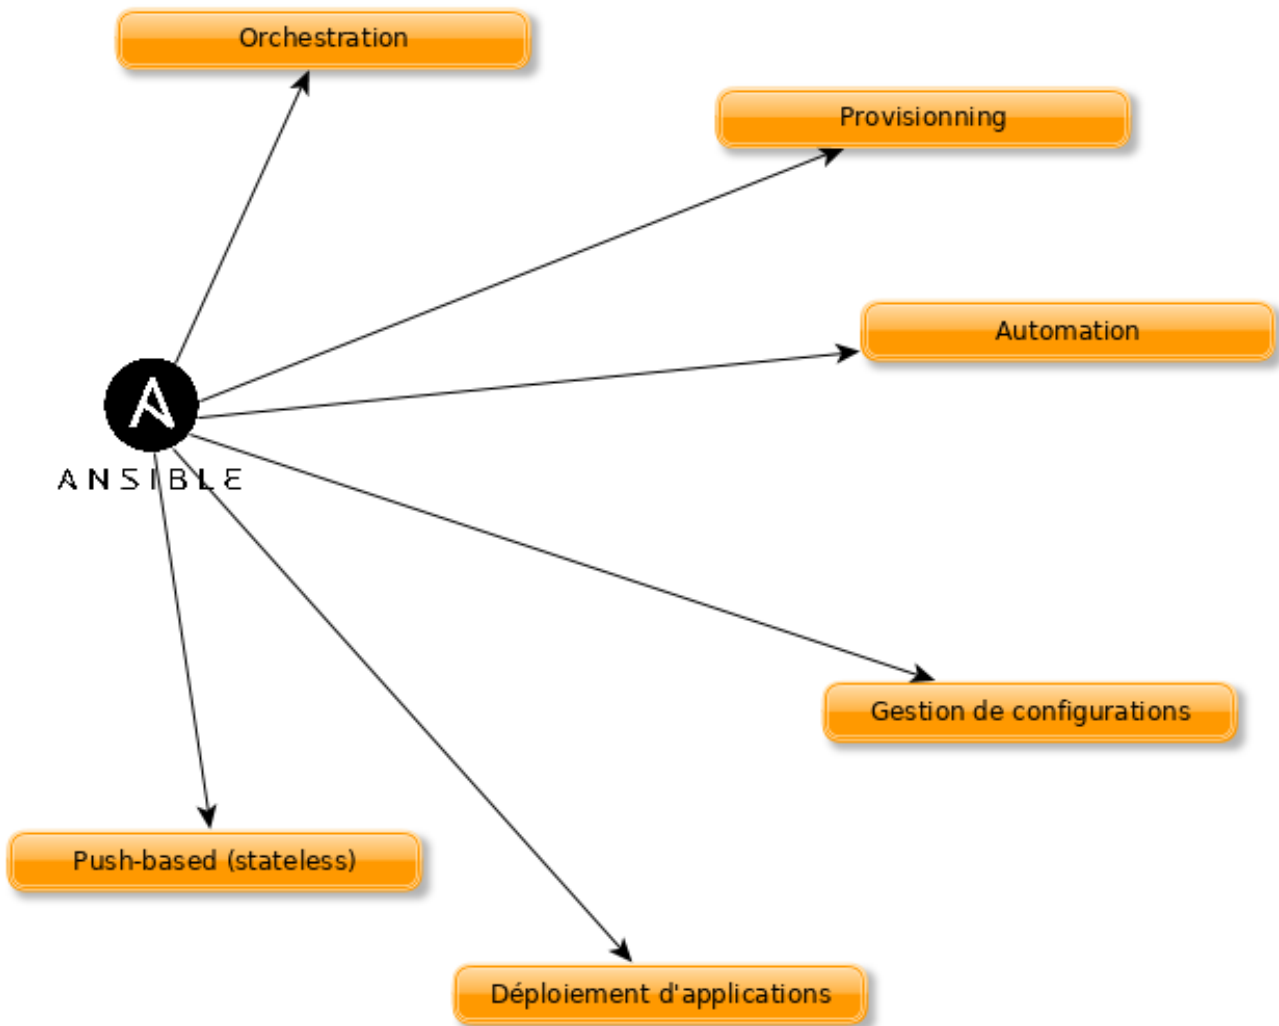 Orchestration
Provisionning
Automation
ANSIBLE
Gestion de configurations
Push-based (stateless)
Déploiement d'applications